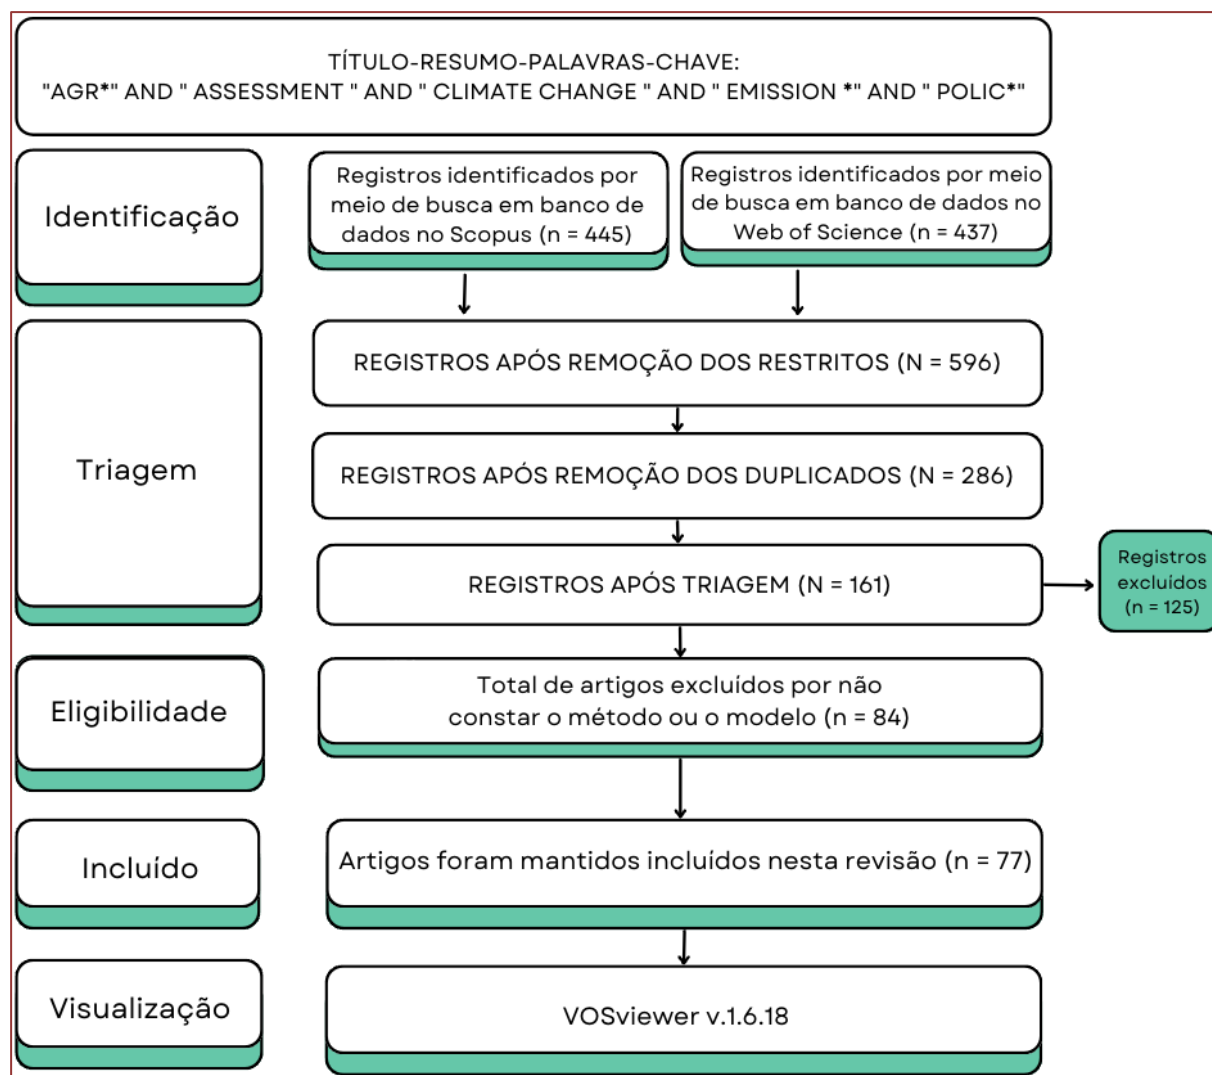 TÍTULO-RESUMO-PALAVRAS-CHAVE:
"AGR*" AND " ASSESSMENT " AND " CLIMATE CHANGE " AND " EMISSION *" AND " POLIC*"
Identificação
Registros identificados por
meio de busca em banco de
dados no Scopus (n = 445)
Registros identificados por meio
de busca em banco de dados no
Web of Science (n = 437)
Triagem
REGISTROS APÓS REMOÇÃO DOS RESTRITOS (N = 596)
REGISTROS APÓS REMOÇÃO DOS DUPLICADOS (N = 286)
REGISTROS APÓS TRIAGEM (N = 161)
Registros
excluídos
(n = 125)
Eligibilidade
Total de artigos excluídos por não
constar o método ou o modelo (n = 84)
Incluído
Artigos foram mantidos incluídos nesta revisão (n = 77)
Visualização
VOSviewer v.1.6.18